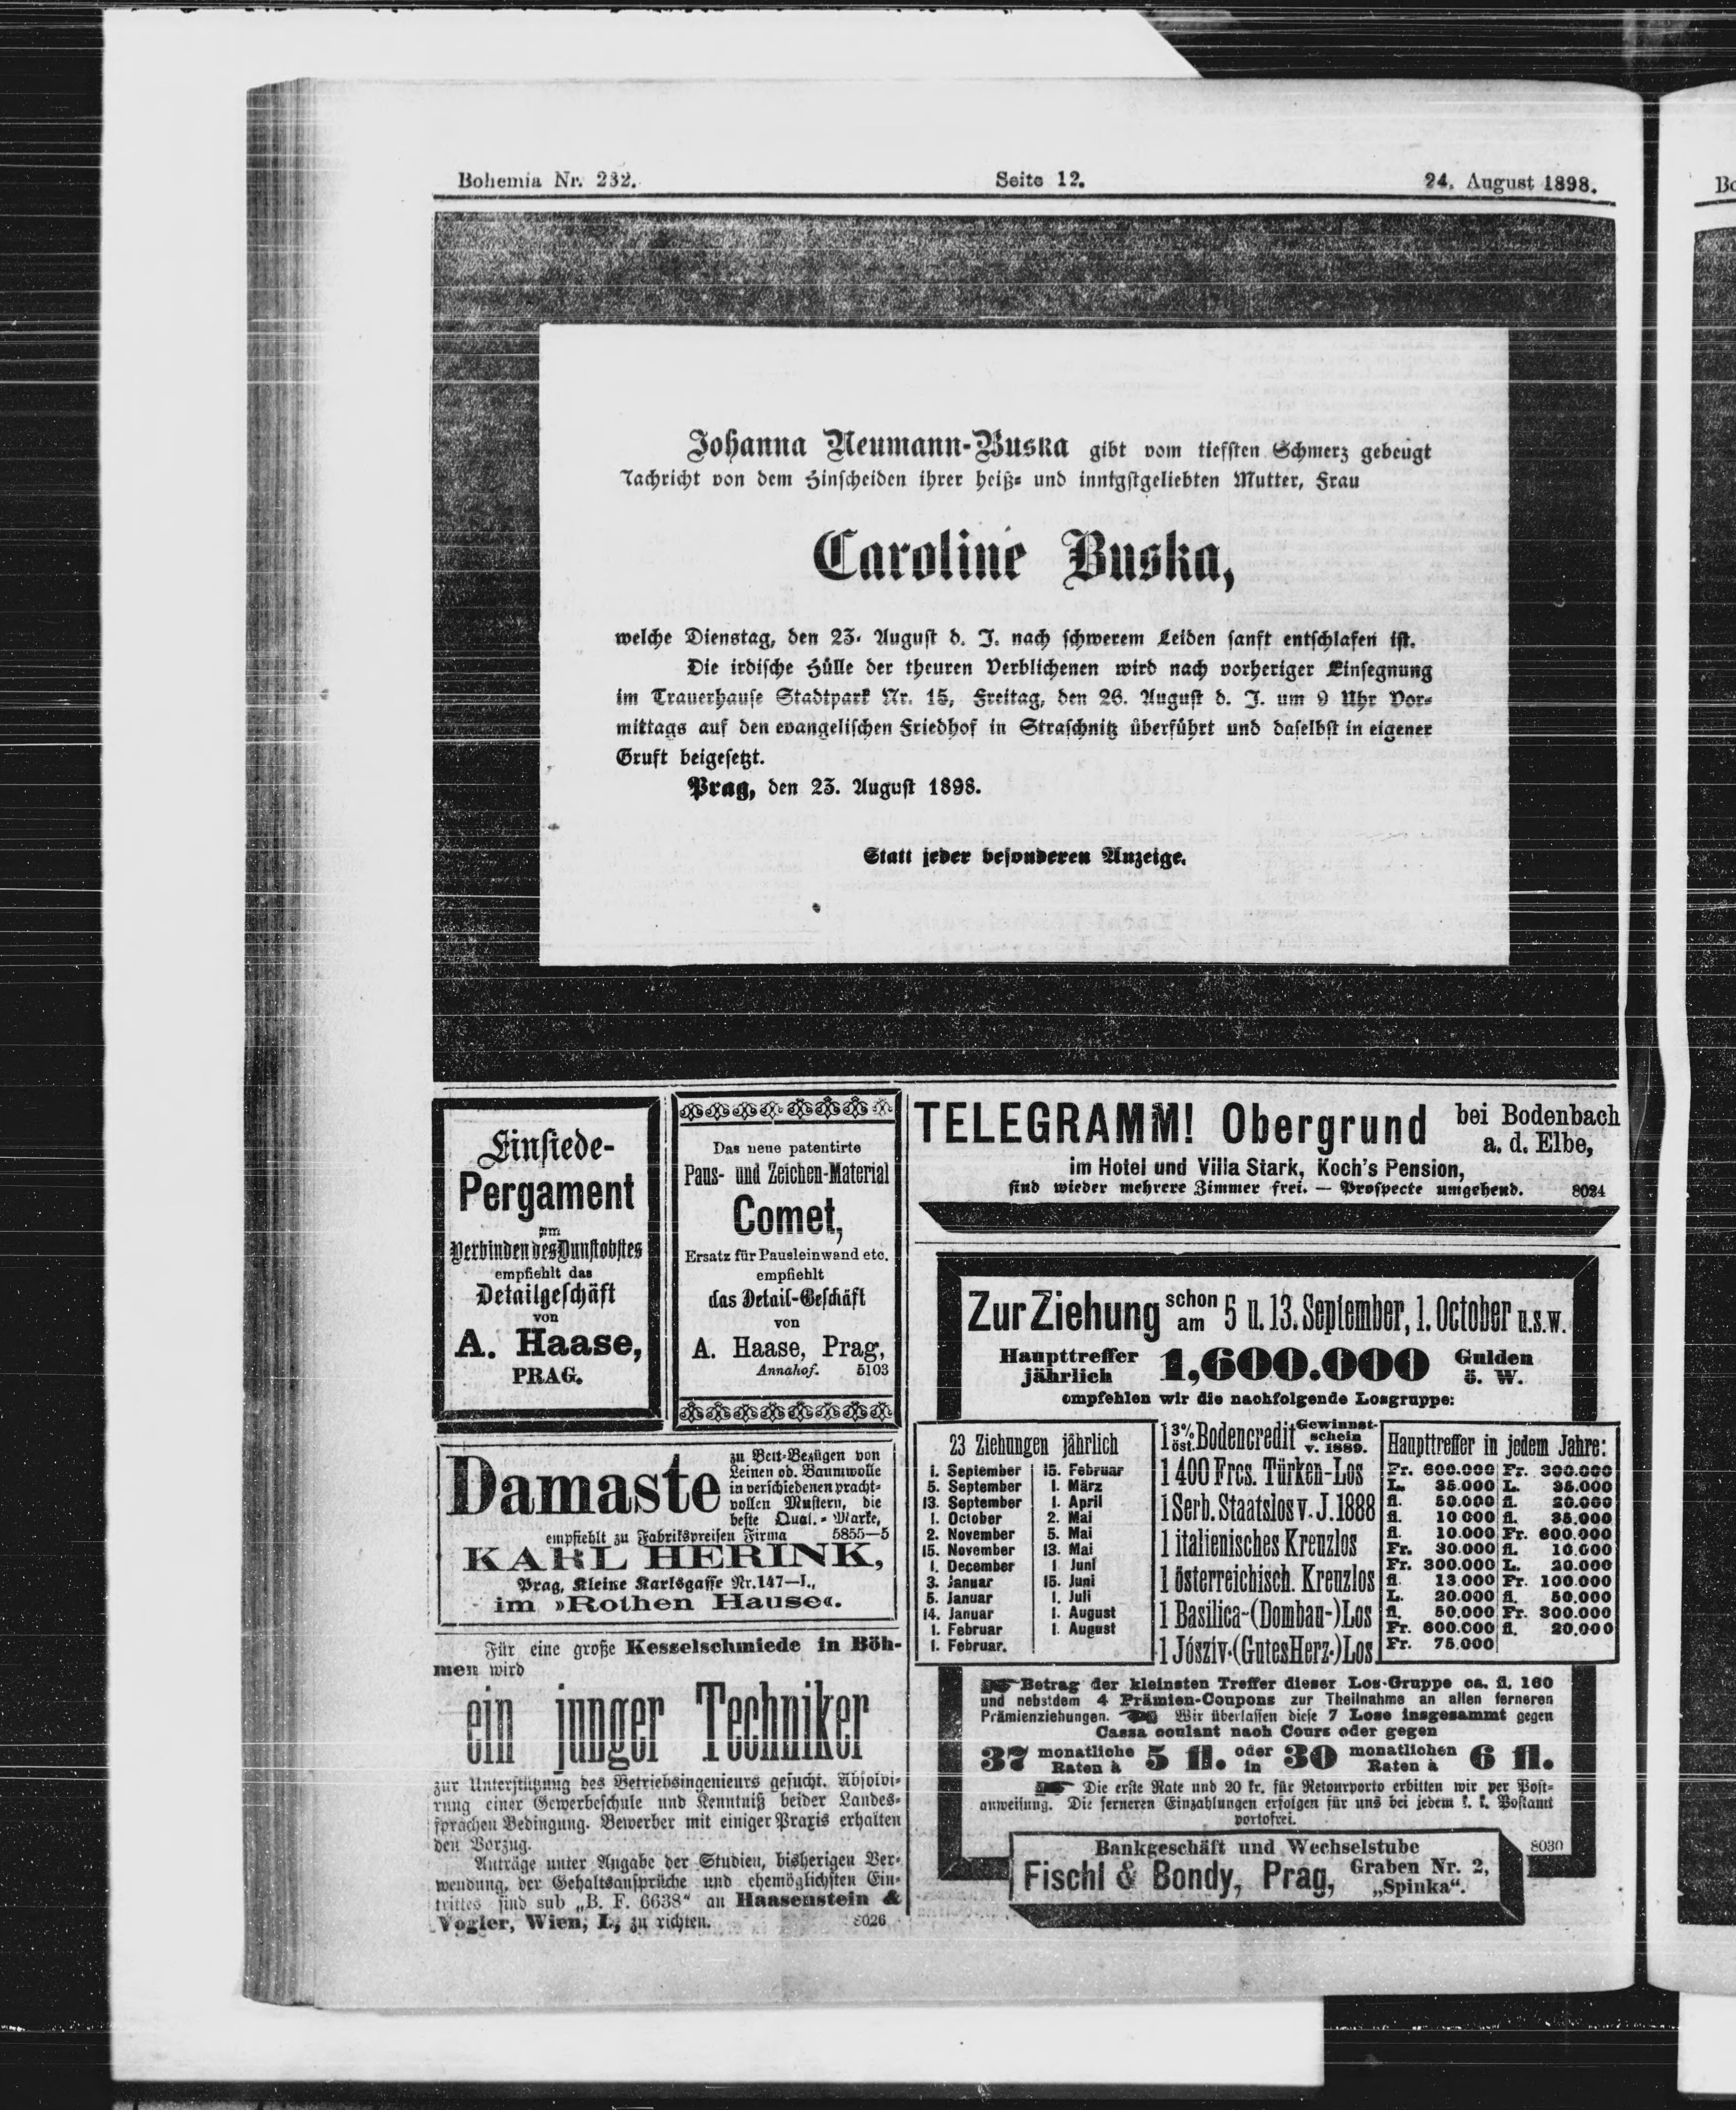 Bohemia Nr. 232.
Seite 12.
24. August 1898.
Johanna Neumann-Buska gibt vom tiefsten Schmerz gebeugt
Nachricht von dem Hinscheiden ihrer heiß- und innigstgeliebten Mutter, Frau
Caroline Buska,
welche Dienstag, den 23. August d. J. nach schwerem Leiden sanft entschlafen ist.
Die irdische Hülle der theuren Verblichenen wird nach vorheriger Einsegnung
im Trauerhause Stadtpark Nr. 15, Freitag, den 26. August d. J. um 9 Uhr Vor-
mittags auf den evangelischen Friedhof in Straschnitz überführt und daselbst in eigener
Gruft beigesetzt.
Prag, den 23. August 1898.
Statt jeder besonderen Anzeige.
Einsiede-
Pergament
zum
Verbinden des Dunstobstes
empfiehlt das
Detailgeschäft
von
A. Haase,
PRAG.
Das neue patentirte
Paus- und Zeichen-Material
Comet,
Ersatz für Pausleinwand etc.
empfiehlt
das Detail-Geschäft
von
A. Haase, Prag,
Annahof. 5103
Damaste
zu Bett-Bezügen von
Leinen od. Baumwolle
in verschiedenen pracht-
vollen Mustern, die
beste Qual.-Marke,
empfiehlt zu Fabrikspreisen Firma 5855—5
KARL HERINK,
Prag, Kleine Karlsgasse Nr. 147—I.,
im »Rothen Hause«.
Für eine große Kesselschmiede in Böh-
men wird
ein junger Techniker
zur Unterstützung des Betriebsingenieurs gesucht. Absolvi-
rung einer Gewerbeschule und Kenntniß beider Landes-
sprachen Bedingung. Bewerber mit einiger Praxis erhalten
den Vorzug.
Anträge unter Angabe der Studien, bisherigen Ver-
wendung, der Gehaltsansprüche und ehemöglichsten Ein-
trittes sind sub „B. F. 6638“ an Haasenstein &
Vogler, Wien, I., zu richten. 8026
TELEGRAMM! Obergrund bei Bodenbach
a. d. Elbe,
im Hotel und Villa Stark, Koch's Pension,
sind wieder mehrere Zimmer frei. — Prospecte umgehend. 8024
Zur Ziehung schon am 5 u. 13. September, 1. October u.s.w.
Haupttreffer jährlich 1,600.000 Gulden ö. W.
empfehlen wir die nachfolgende Losgruppe:
23 Ziehungen jährlich
1. September 15. Februar
5. September 1. März
13. September 1. April
1. October 2. Mai
2. November 5. Mai
15. November 13. Mai
1. December 1 Juni
3. Januar 15. Juni
5. Januar 1. Juli
14. Januar 1. August
1. Februar 1. August
1. Februar.
1 3% öst. Bodencredit Gewinnst-schein v. 1889.
1 400 Frcs. Türken-Los
1 Serb. Staatslos v. J. 1888
1 italienisches Kreuzlos
1 österreichisch. Kreuzlos
1 Basilica-(Dombau-)Los
1 Jósziv-(Gutes Herz-)Los
Haupttreffer in jedem Jahre:
Fr. 600.000 Fr. 300.000
L. 35.000 L. 35.000
fl. 50.000 fl. 20.000
fl. 10 000 fl. 35.000
fl. 10.000 Fr. 600.000
Fr. 30.000 fl. 10.000
Fr. 300.000 L. 20.000
fl. 13.000 Fr. 100.000
L. 20.000 fl. 50.000
fl. 50.000 Fr. 300.000
Fr. 600.000 fl. 20.000
Fr. 75.000
Betrag der kleinsten Treffer dieser Los-Gruppe ca. fl. 160
und nebstdem 4 Prämien-Coupons zur Theilnahme an allen ferneren
Prämienziehungen. Wir überlassen diese 7 Lose insgesammt gegen
Cassa coulant nach Cours oder gegen
37 monatliche Raten à 5 fl. oder in 30 monatlichen Raten à 6 fl.
Die erste Rate und 20 kr. für Retourporto erbitten wir per Post-
anweisung. Die ferneren Einzahlungen erfolgen für uns bei jedem k. k. Postamt
portofrei.
Bankgeschäft und Wechselstube
Fischl & Bondy, Prag, Graben Nr. 2,
„Spinka“.
8030